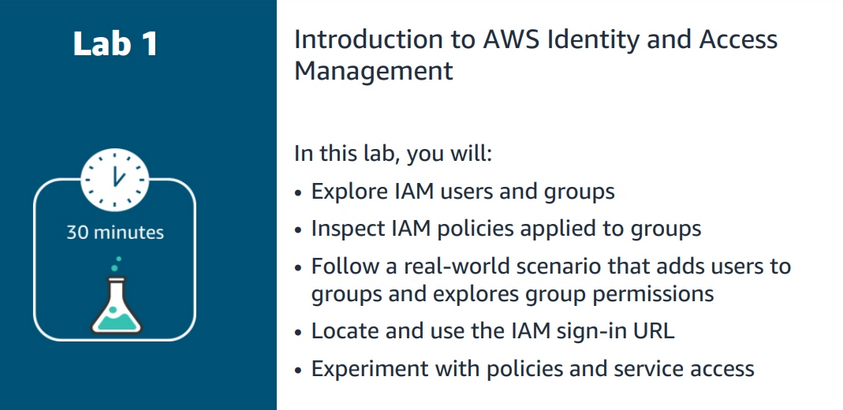 Lab 1
30 minutes
Introduction to AWS Identity and Access
Management
In this lab, you will:
• Explore IAM users and groups
• Inspect IAM policies applied to groups
• Follow a real-world scenario that adds users to
groups and explores group permissions
• Locate and use the IAM sign-in URL
• Experiment with policies and service access